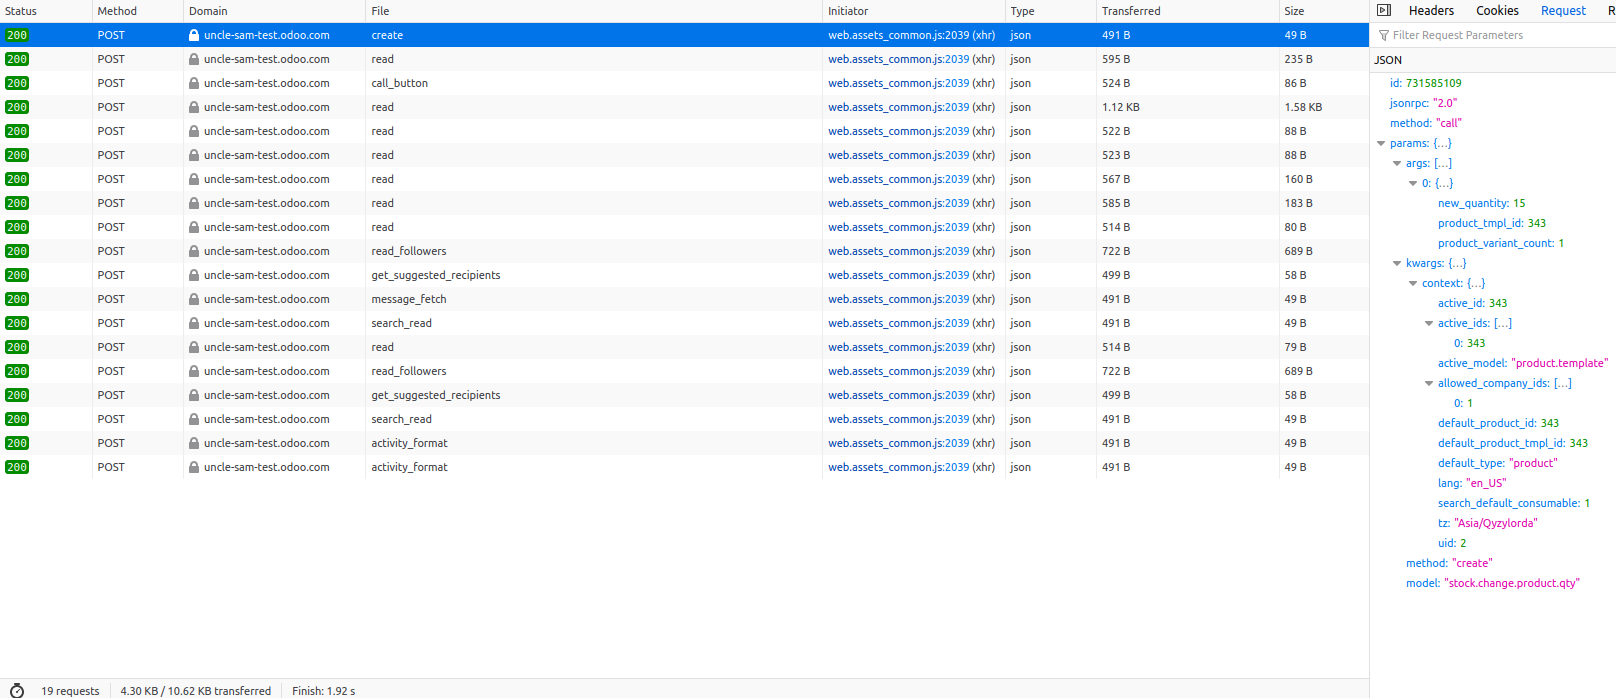 Status Method Domain File Initiator Type Transferred Size
200 POST uncle-sam-test.odoo.com create web.assets_common.js:2039 (xhr) json 491 B 49 B
200 POST uncle-sam-test.odoo.com read web.assets_common.js:2039 (xhr) json 595 B 235 B
200 POST uncle-sam-test.odoo.com call_button web.assets_common.js:2039 (xhr) json 524 B 86 B
200 POST uncle-sam-test.odoo.com read web.assets_common.js:2039 (xhr) json 1.12 KB 1.58 KB
200 POST uncle-sam-test.odoo.com read web.assets_common.js:2039 (xhr) json 522 B 88 B
200 POST uncle-sam-test.odoo.com read web.assets_common.js:2039 (xhr) json 523 B 88 B
200 POST uncle-sam-test.odoo.com read web.assets_common.js:2039 (xhr) json 567 B 160 B
200 POST uncle-sam-test.odoo.com read web.assets_common.js:2039 (xhr) json 585 B 183 B
200 POST uncle-sam-test.odoo.com read web.assets_common.js:2039 (xhr) json 514 B 80 B
200 POST uncle-sam-test.odoo.com read_followers web.assets_common.js:2039 (xhr) json 722 B 689 B
200 POST uncle-sam-test.odoo.com get_suggested_recipients web.assets_common.js:2039 (xhr) json 499 B 58 B
200 POST uncle-sam-test.odoo.com message_fetch web.assets_common.js:2039 (xhr) json 491 B 49 B
200 POST uncle-sam-test.odoo.com search_read web.assets_common.js:2039 (xhr) json 491 B 49 B
200 POST uncle-sam-test.odoo.com read web.assets_common.js:2039 (xhr) json 514 B 79 B
200 POST uncle-sam-test.odoo.com read_followers web.assets_common.js:2039 (xhr) json 722 B 689 B
200 POST uncle-sam-test.odoo.com get_suggested_recipients web.assets_common.js:2039 (xhr) json 499 B 58 B
200 POST uncle-sam-test.odoo.com search_read web.assets_common.js:2039 (xhr) json 491 B 49 B
200 POST uncle-sam-test.odoo.com activity_format web.assets_common.js:2039 (xhr) json 491 B 49 B
200 POST uncle-sam-test.odoo.com activity_format web.assets_common.js:2039 (xhr) json 491 B 49 B
19 requests 4.30 KB / 10.62 KB transferred Finish: 1.92 s
Headers Cookies Request R
Filter Request Parameters
JSON
id: 731585109
jsonrpc: "2.0"
method: "call"
params: {…}
args: […]
0: {…}
new_quantity: 15
product_tmpl_id: 343
product_variant_count: 1
kwargs: {…}
context: {…}
active_id: 343
active_ids: […]
0: 343
active_model: "product.template"
allowed_company_ids: […]
0: 1
default_product_id: 343
default_product_tmpl_id: 343
default_type: "product"
lang: "en_US"
search_default_consumable: 1
tz: "Asia/Qyzylorda"
uid: 2
method: "create"
model: "stock.change.product.qty"